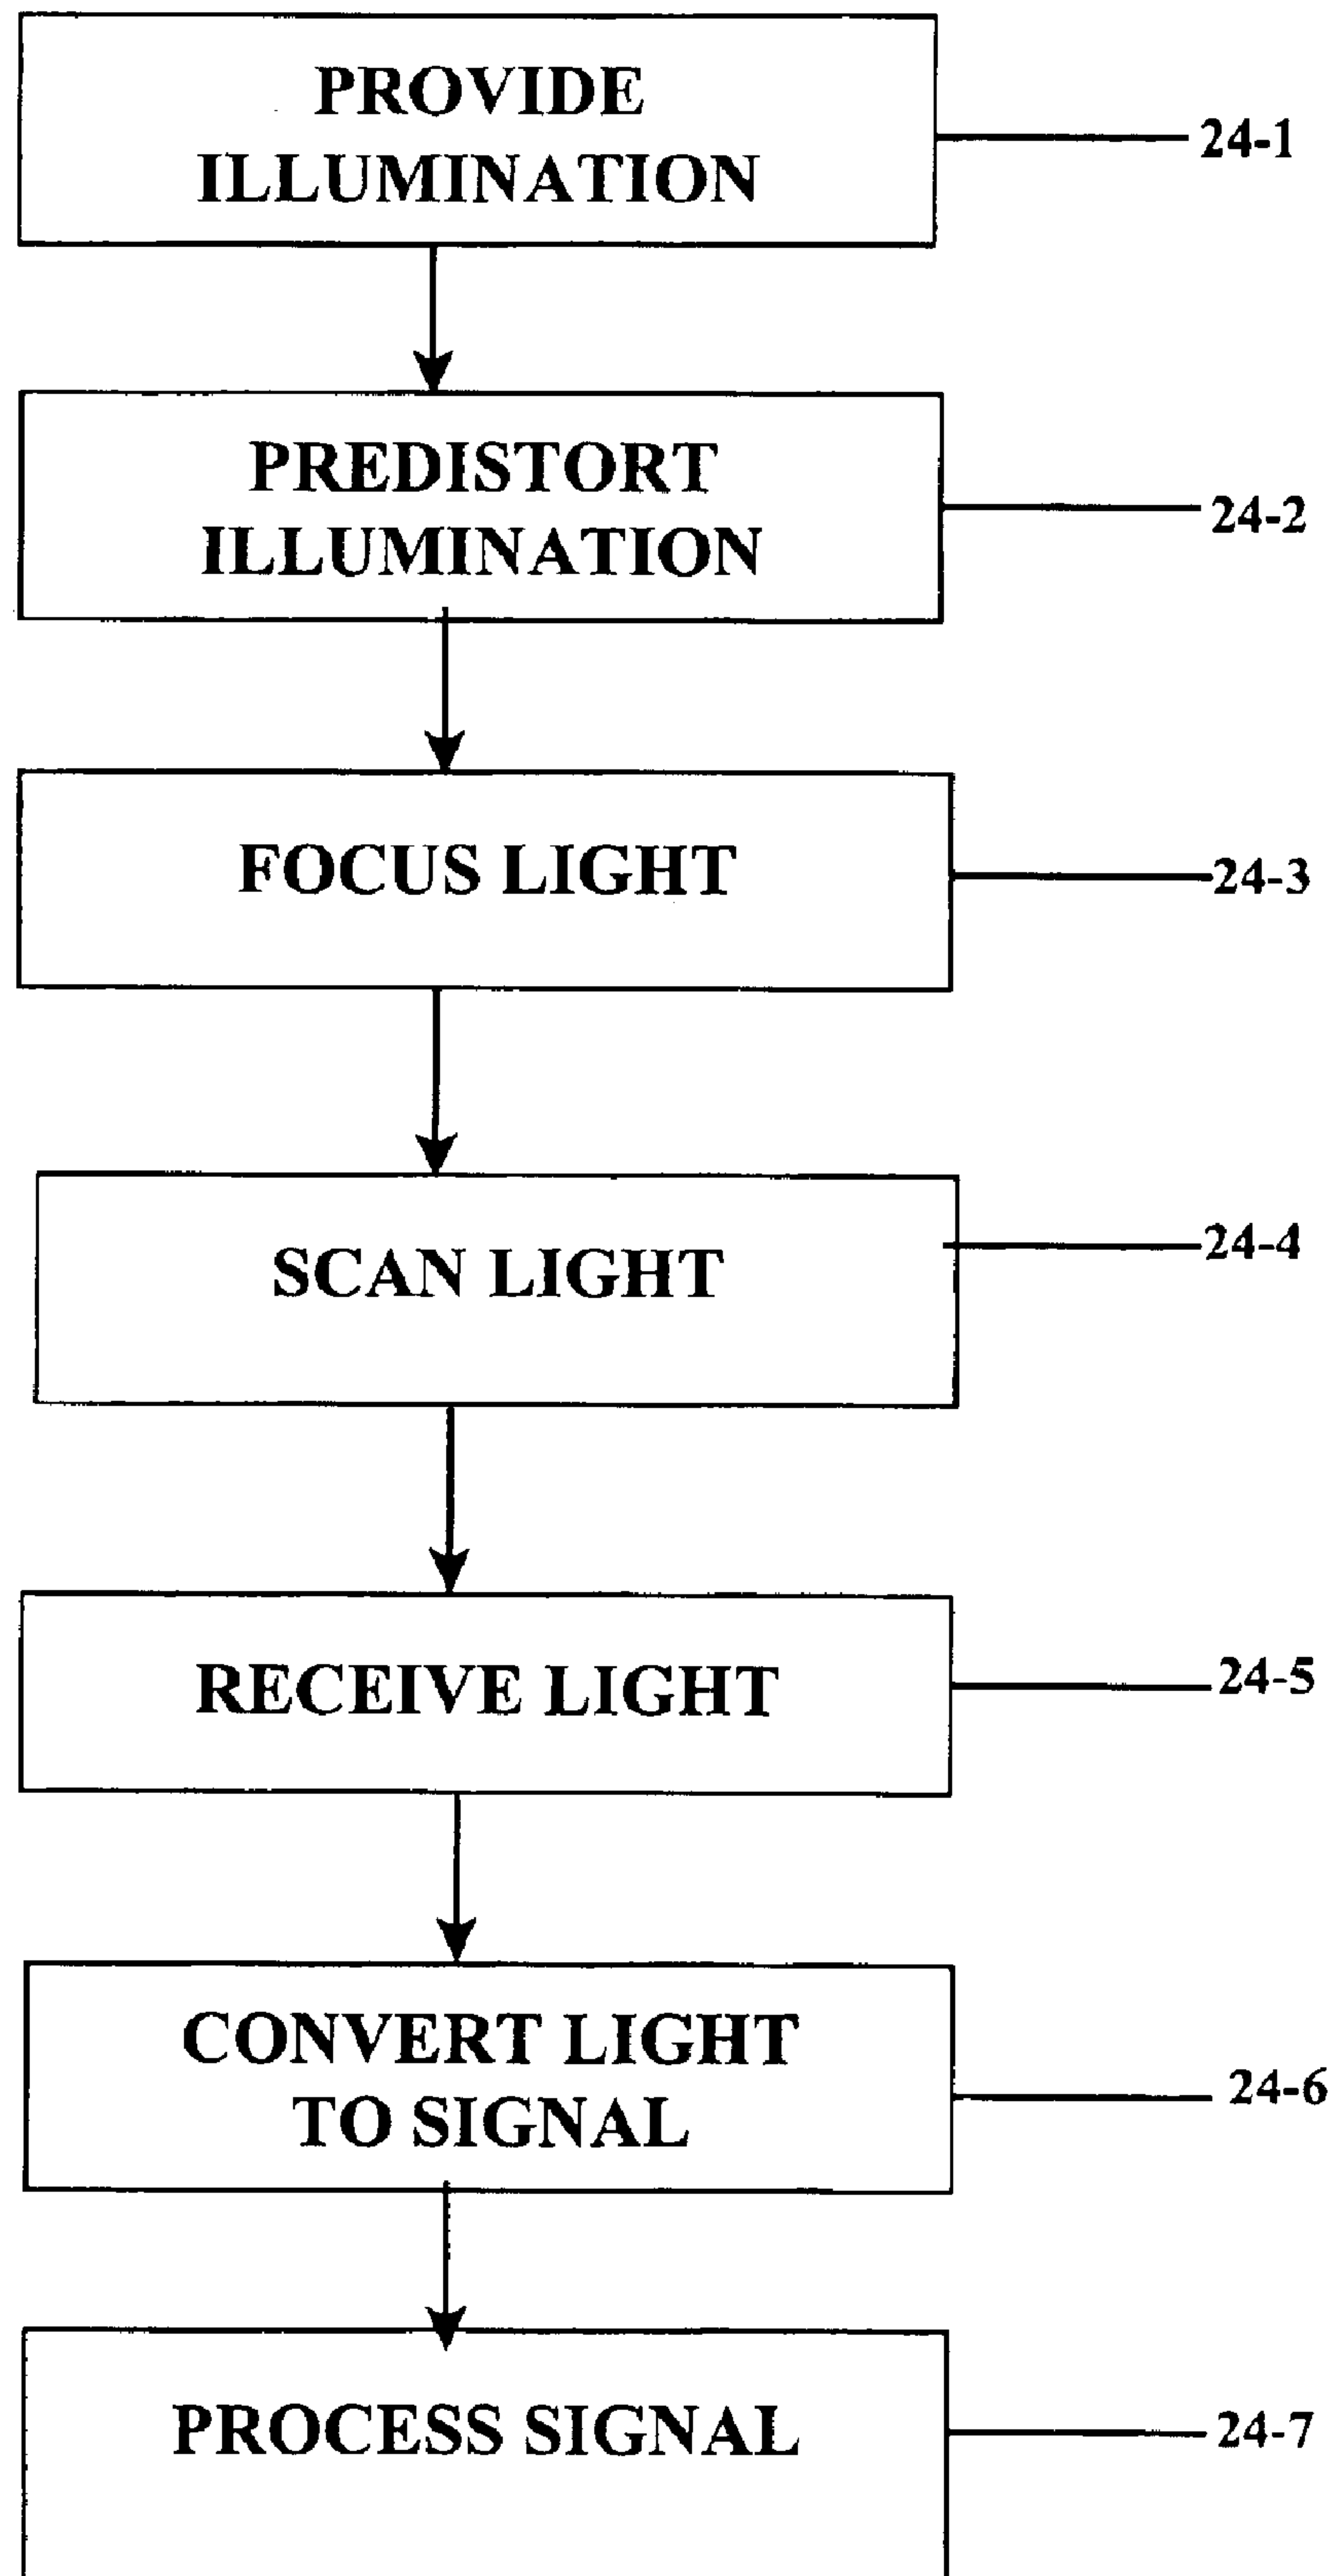 PROVIDE
ILLUMINATION
24-1
PREDISTORT
ILLUMINATION
24-2
FOCUS LIGHT
24-3
SCAN LIGHT
24-4
RECEIVE LIGHT
24-5
CONVERT LIGHT
TO SIGNAL
24-6
PROCESS SIGNAL
24-7